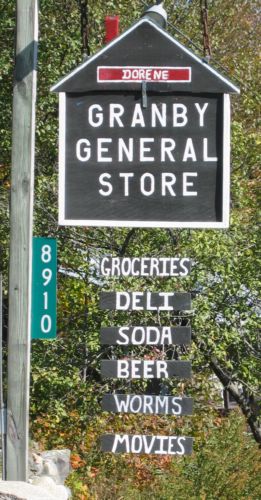 DORENE
GRANBY
GENERAL
STORE
8910
GROCERIES
DELI
SODA
BEER
WORMS
MOVIES